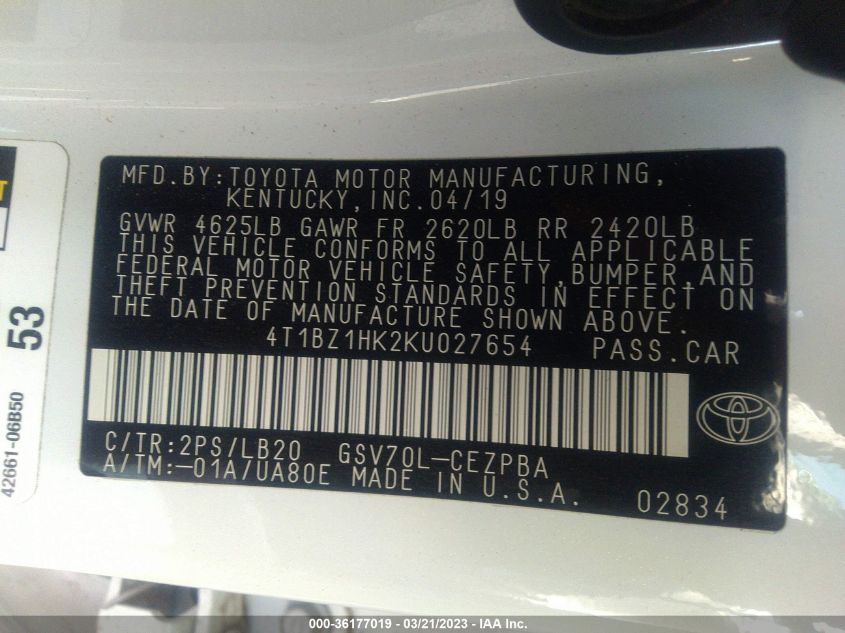 MFD.BY:TOYOTA MOTOR MANUFACTURING,
KENTUCKY,INC.04/19
GVWR 4625LB GAWR FR 2620LB RR 2420LB
THIS VEHICLE CONFORMS TO ALL APPLICABLE
FEDERAL MOTOR VEHICLE SAFETY,BUMPER,AND
THEFT PREVENTION STANDARDS IN EFFECT ON
THE DATE OF MANUFACTURE SHOWN ABOVE.
4T1BZ1HK2KU027654 PASS.CAR
C/TR:2PS/LB20 GSV70L-CEZPBA
A/TM:-01A/UA80E MADE IN U.S.A.
02834
53
42661-06B50
000-36177019 / 03/21/2023 - IAA Inc.